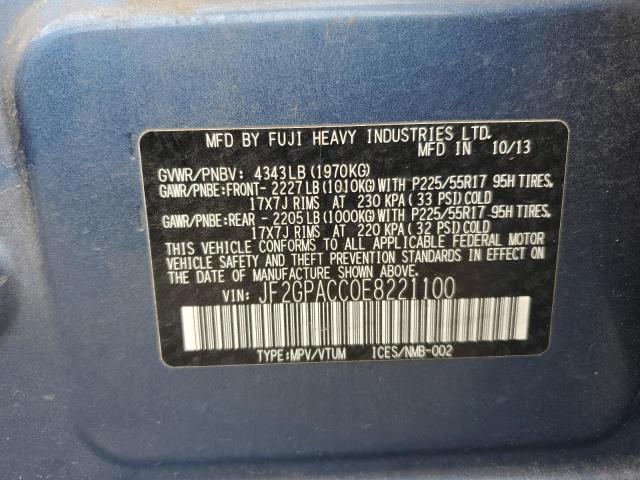 MFD BY FUJI HEAVY INDUSTRIES LTD.
MFD IN 10/13
GVWR/PNBV: 4343LB(1970KG)
GAWR/PNBE:FRONT-2227LB(1010KG)WITH P225/55R17 95H TIRES,
17X7J RIMS AT 230 KPA(33 PSI)COLD
GAWR/PNBE:REAR -2205LB(1000KG)WITH P225/55R17 95H TIRES,
17X7J RIMS AT 220 KPA(32 PSI)COLD
THIS VEHICLE CONFORMS TO ALL APPLICABLE FEDERAL MOTOR
VEHICLE SAFETY AND THEFT PREVENTION STANDARDS IN EFFECT
ON THE DATE OF MANUFACTURE SHOWN ABOVE.
VIN: JF2GPACC0E8221100
TYPE:MPV/VTUM ICES/NMB-002